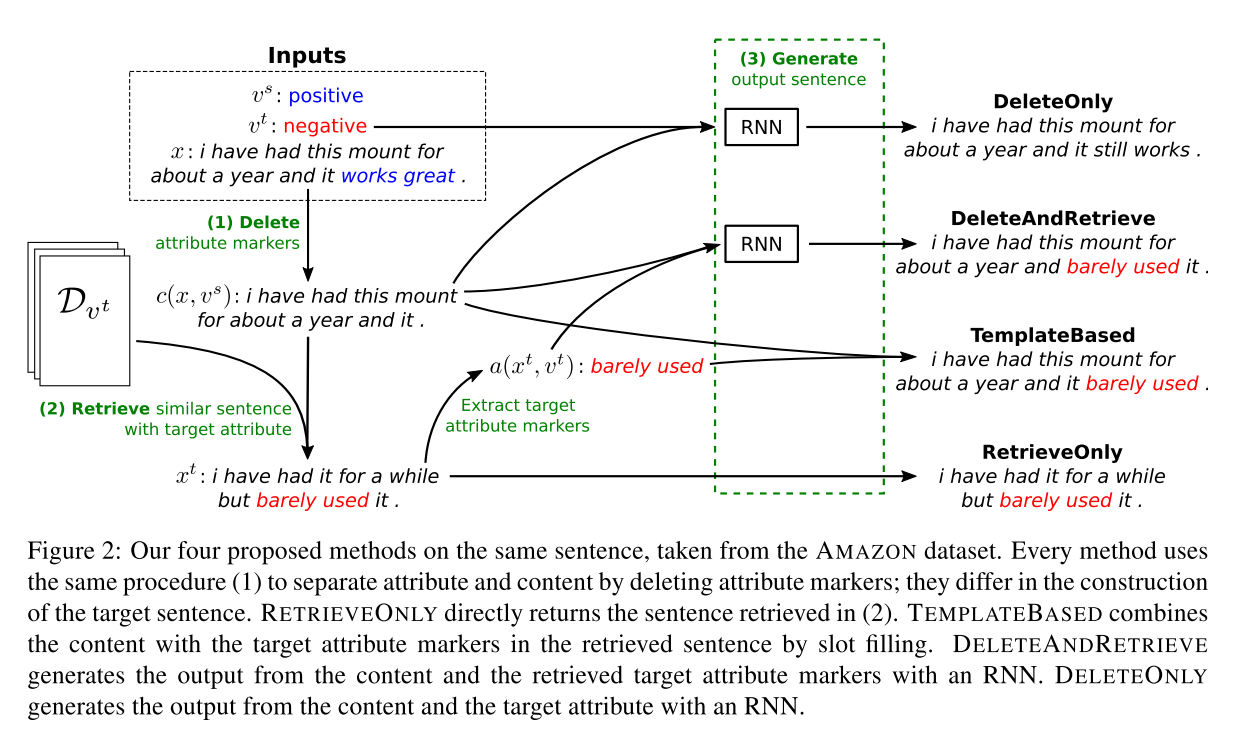 Inputs
v^s: positive
v^t: negative
x: i have had this mount for
about a year and it works great .
(1) Delete
attribute markers
D_{v^t}
c(x, v^s): i have had this mount
for about a year and it .
(2) Retrieve similar sentence
with target attribute
x^t: i have had it for a while
but barely used it .
a(x^t, v^t): barely used
Extract target
attribute markers
(3) Generate
output sentence
RNN
RNN
DeleteOnly
i have had this mount for
about a year and it still works .
DeleteAndRetrieve
i have had this mount for
about a year and barely used it .
TemplateBased
i have had this mount for
about a year and it barely used .
RetrieveOnly
i have had it for a while
but barely used it .
Figure 2: Our four proposed methods on the same sentence, taken from the AMAZON dataset. Every method uses
the same procedure (1) to separate attribute and content by deleting attribute markers; they differ in the construction
of the target sentence. RETRIEVEONLY directly returns the sentence retrieved in (2). TEMPLATEBASED combines
the content with the target attribute markers in the retrieved sentence by slot filling. DELETEANDRETRIEVE
generates the output from the content and the retrieved target attribute markers with an RNN. DELETEONLY
generates the output from the content and the target attribute with an RNN.